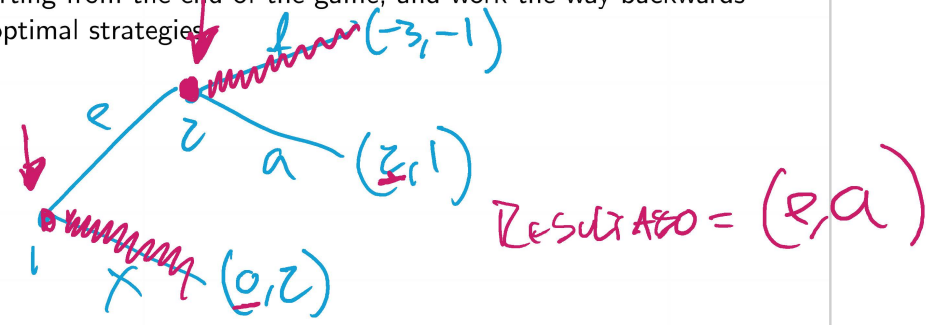 rting from the end of the game, and work the way backwards
optimal strategies
f (-3,-1)
e
2
a (2,1)
RESULTADO = (e,a)
1
x (0,2)